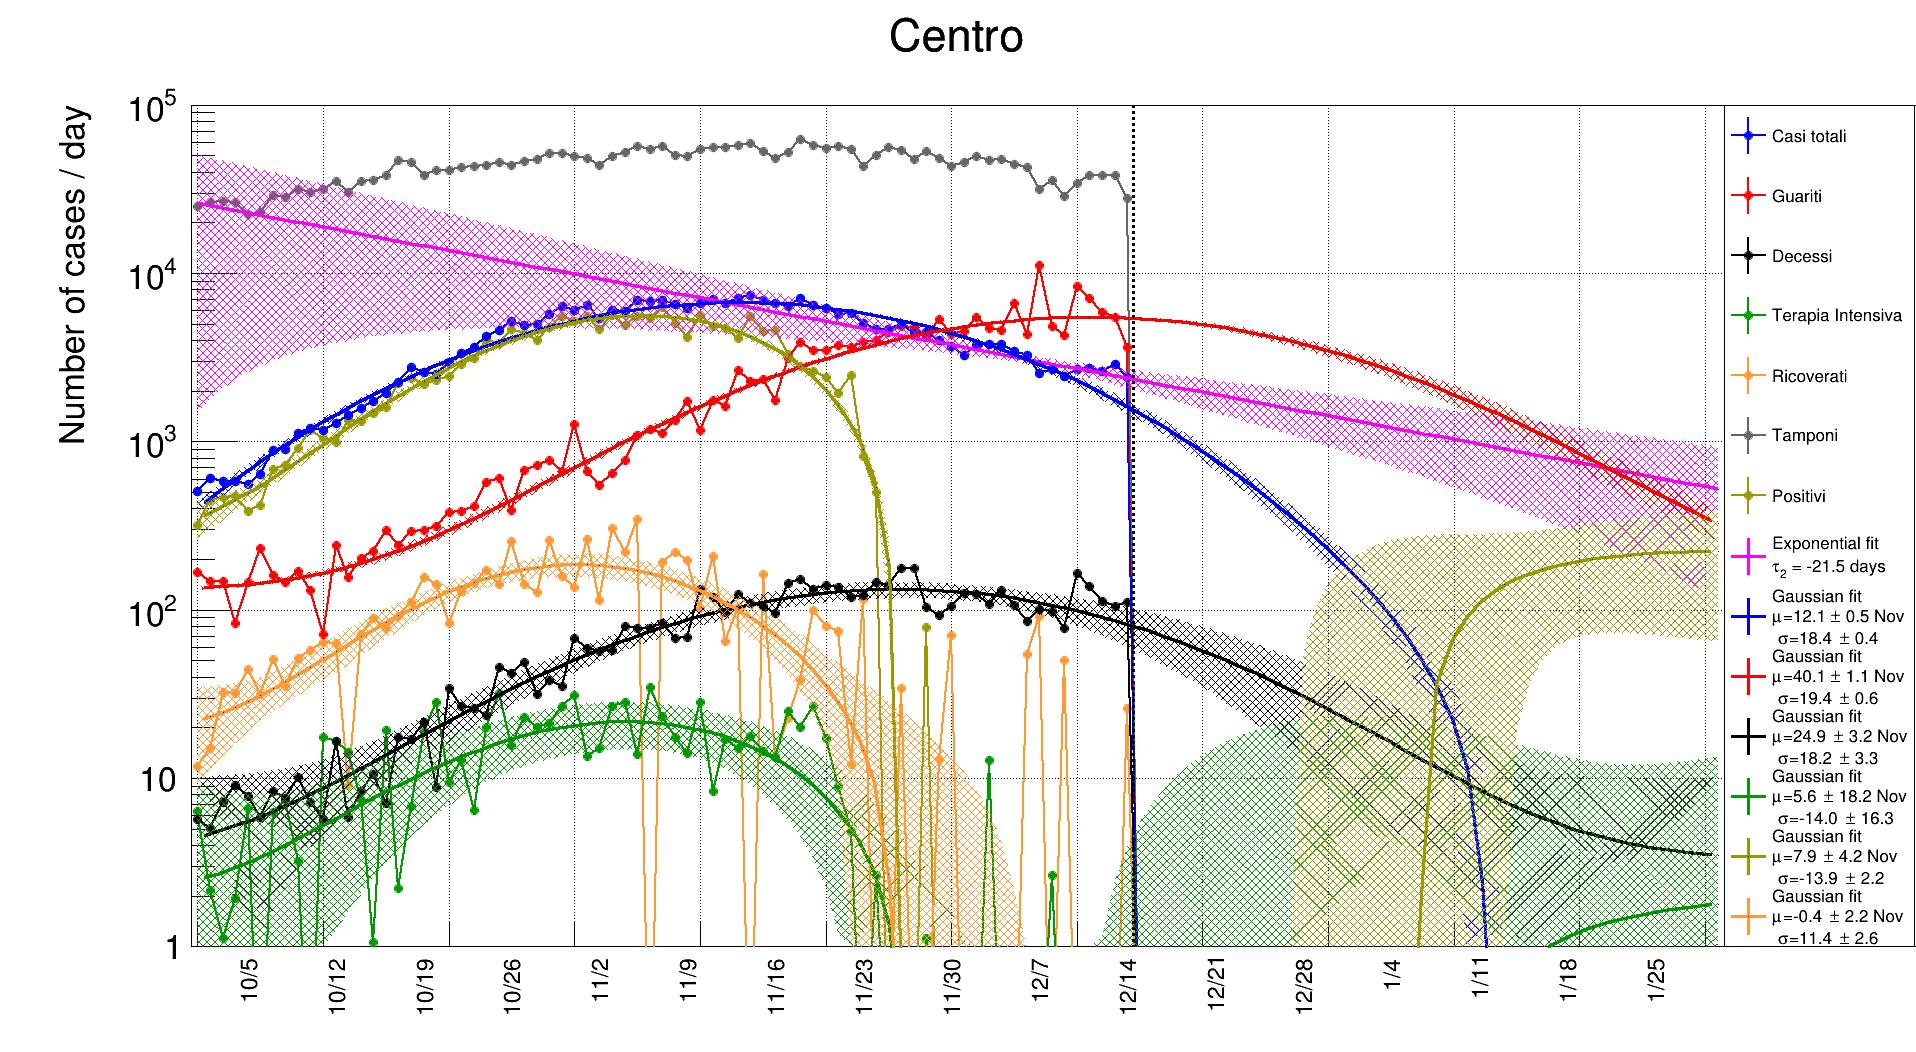 Centro
Number of cases / day
10^5
10^4
10^3
10^2
10
1
10/5
10/12
10/19
10/26
11/2
11/9
11/16
11/23
11/30
12/7
12/14
12/21
12/28
1/4
1/11
1/18
1/25
Casi totali
Guariti
Decessi
Terapia Intensiva
Ricoverati
Tamponi
Positivi
Exponential fit
τ₂ = -21.5 days
Gaussian fit
μ=12.1 ± 0.5 Nov
σ=18.4 ± 0.4
Gaussian fit
μ=40.1 ± 1.1 Nov
σ=19.4 ± 0.6
Gaussian fit
μ=24.9 ± 3.2 Nov
σ=18.2 ± 3.3
Gaussian fit
μ=5.6 ± 18.2 Nov
σ=-14.0 ± 16.3
Gaussian fit
μ=7.9 ± 4.2 Nov
σ=-13.9 ± 2.2
Gaussian fit
μ=-0.4 ± 2.2 Nov
σ=11.4 ± 2.6